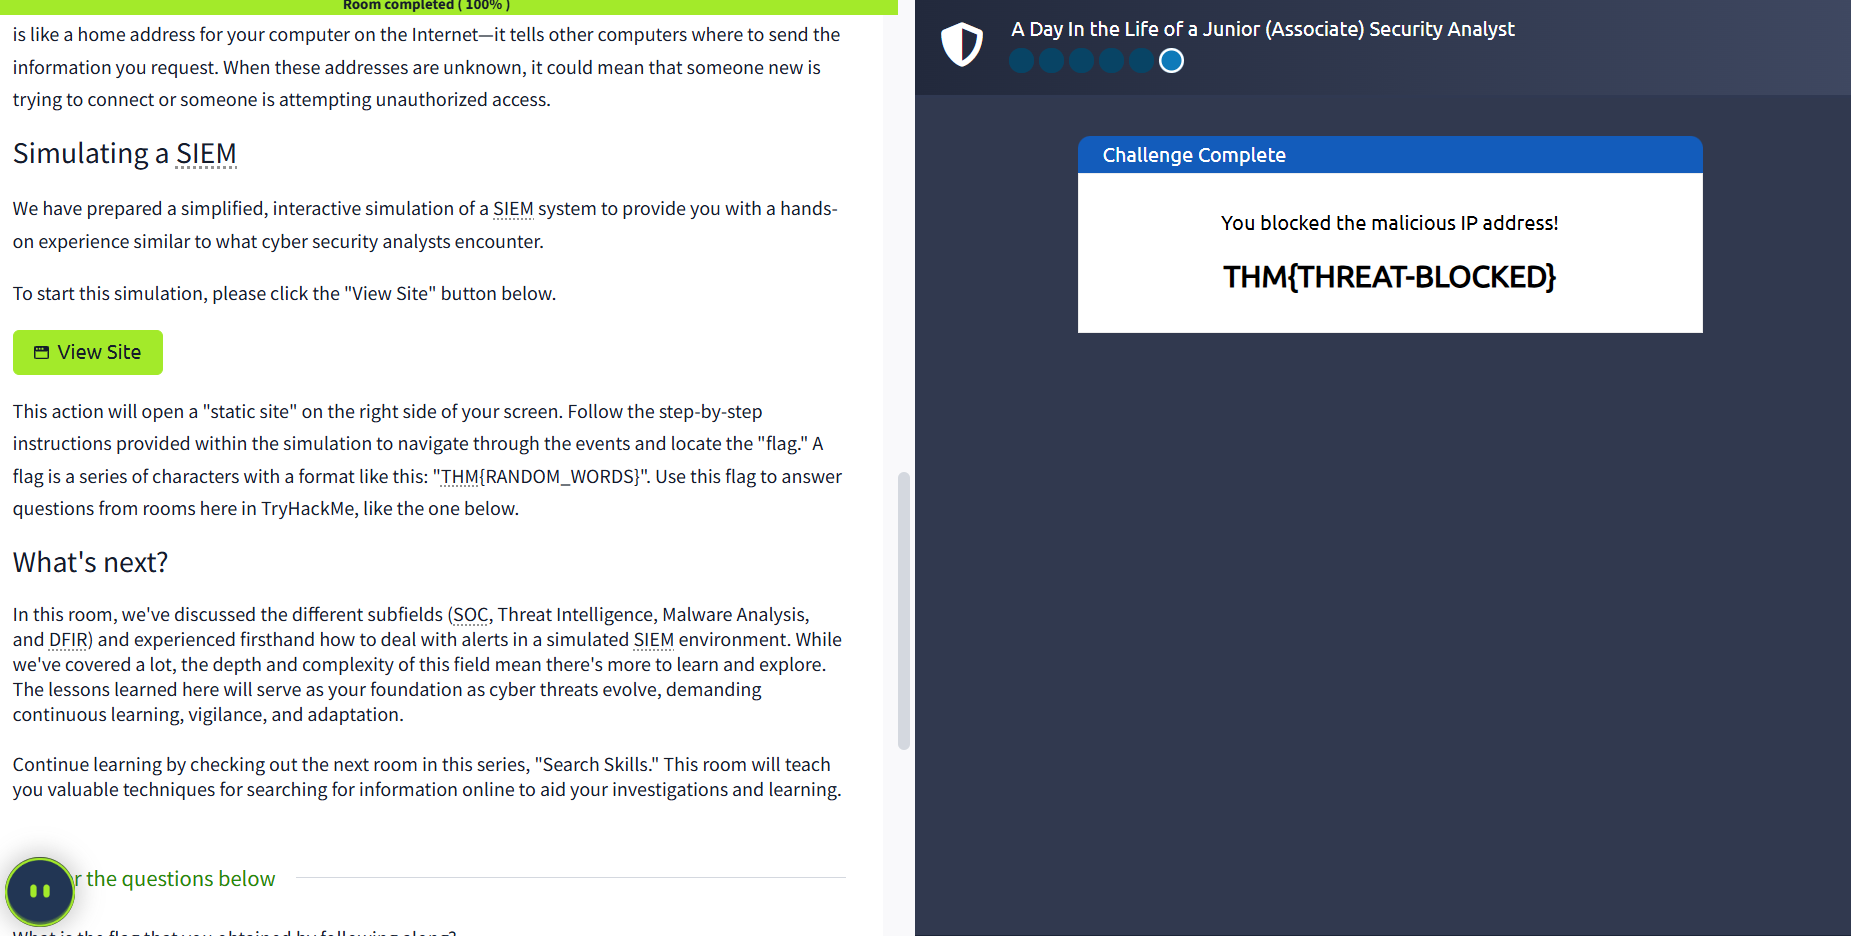 Room completed ( 100% )
is like a home address for your computer on the Internet—it tells other computers where to send the
information you request. When these addresses are unknown, it could mean that someone new is
trying to connect or someone is attempting unauthorized access.
Simulating a SIEM
We have prepared a simplified, interactive simulation of a SIEM system to provide you with a hands-
on experience similar to what cyber security analysts encounter.
To start this simulation, please click the "View Site" button below.
View Site
This action will open a "static site" on the right side of your screen. Follow the step-by-step
instructions provided within the simulation to navigate through the events and locate the "flag." A
flag is a series of characters with a format like this: "THM{RANDOM_WORDS}". Use this flag to answer
questions from rooms here in TryHackMe, like the one below.
What's next?
In this room, we've discussed the different subfields (SOC, Threat Intelligence, Malware Analysis,
and DFIR) and experienced firsthand how to deal with alerts in a simulated SIEM environment. While
we've covered a lot, the depth and complexity of this field mean there's more to learn and explore.
The lessons learned here will serve as your foundation as cyber threats evolve, demanding
continuous learning, vigilance, and adaptation.
Continue learning by checking out the next room in this series, "Search Skills." This room will teach
you valuable techniques for searching for information online to aid your investigations and learning.
r the questions below
What is the flag that you obtained by following along?
A Day In the Life of a Junior (Associate) Security Analyst
Challenge Complete
You blocked the malicious IP address!
THM{THREAT-BLOCKED}